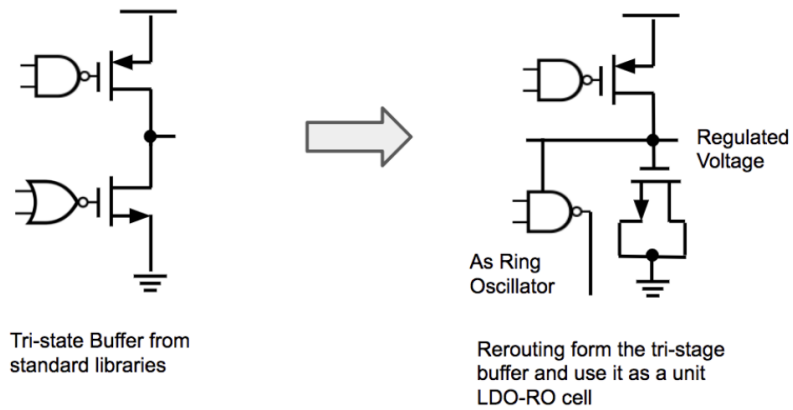 Regulated
Voltage
As Ring
Oscillator
Tri-state Buffer from
standard libraries
Rerouting form the tri-stage
buffer and use it as a unit
LDO-RO cell